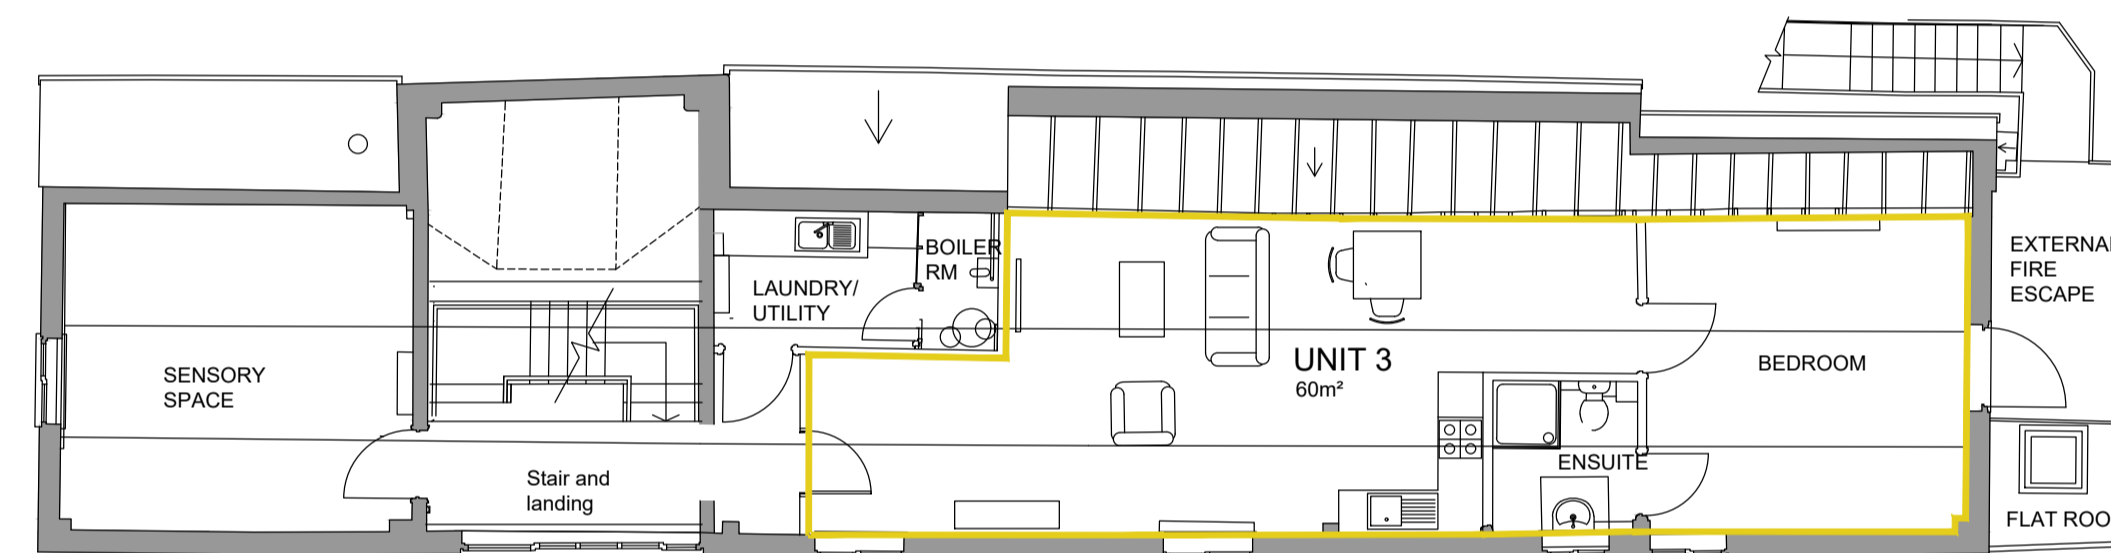 SENSORY
SPACE
Stair and
landing
LAUNDRY/
UTILITY
BOILER
RM
UNIT 3
60m²
ENSUITE
BEDROOM
EXTERNAL
FIRE
ESCAPE
FLAT ROO